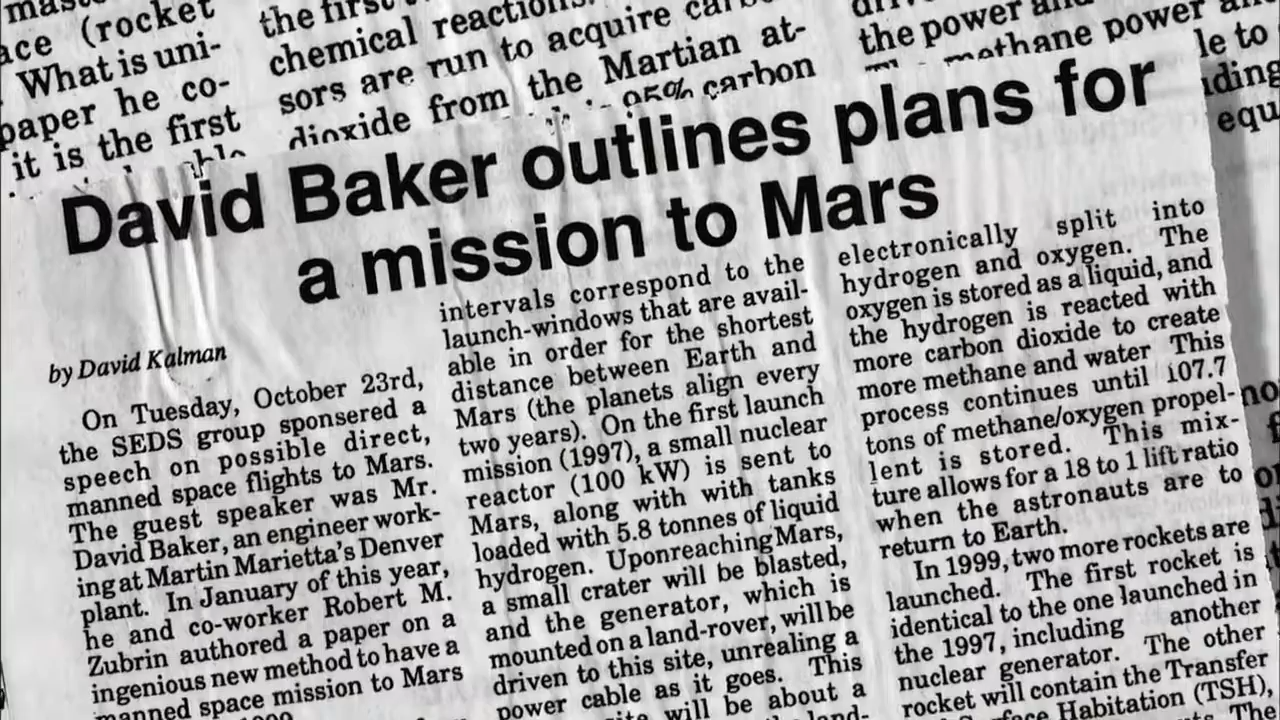 ace (rocket
What is uni-
paper he co-
it is the first
the first
chemical reactions.
sors are run to acquire
from the Martian at-
dioxide 95% carbon
the power and
methane power
le to
equ
David Baker outlines plans for
a mission to Mars
by David Kalman
On Tuesday, October 23rd,
the SEDS group sponsered a
speech on possible direct,
manned space flights to Mars.
The guest speaker was Mr.
David Baker, an engineer work-
ing at Martin Marietta's Denver
plant. In January of this year,
he and co-worker Robert M.
Zubrin authored a paper on a
ingenious new method to have a
manned space mission to Mars
intervals correspond to the
launch-windows that are avail-
able in order for the shortest
distance between Earth and
Mars (the planets align every
two years). On the first launch
mission (1997), a small nuclear
reactor (100 kW) is sent to
Mars, along with with tanks
loaded with 5.8 tonnes of liquid
hydrogen. Uponreaching Mars,
a small crater will be blasted,
and the generator, which is
mounted on a land-rover, will be
driven to this site, unrealing a
power cable as it goes. This
will be about a
electronically split into
hydrogen and oxygen. The
oxygen is stored as a liquid, and
the hydrogen is reacted with
more carbon dioxide to create
more methane and water This
process continues until 107.7
tons of methane/oxygen propel-
lent is stored. This mix-
ture allows for a 18 to 1 lift ratio
when the astronauts are to
return to Earth.
In 1999, two more rockets are
launched. The first rocket is
identical to the one launched in
the 1997, including another
nuclear generator. The other
rocket will contain the Transfer
Habitation (TSH),
The